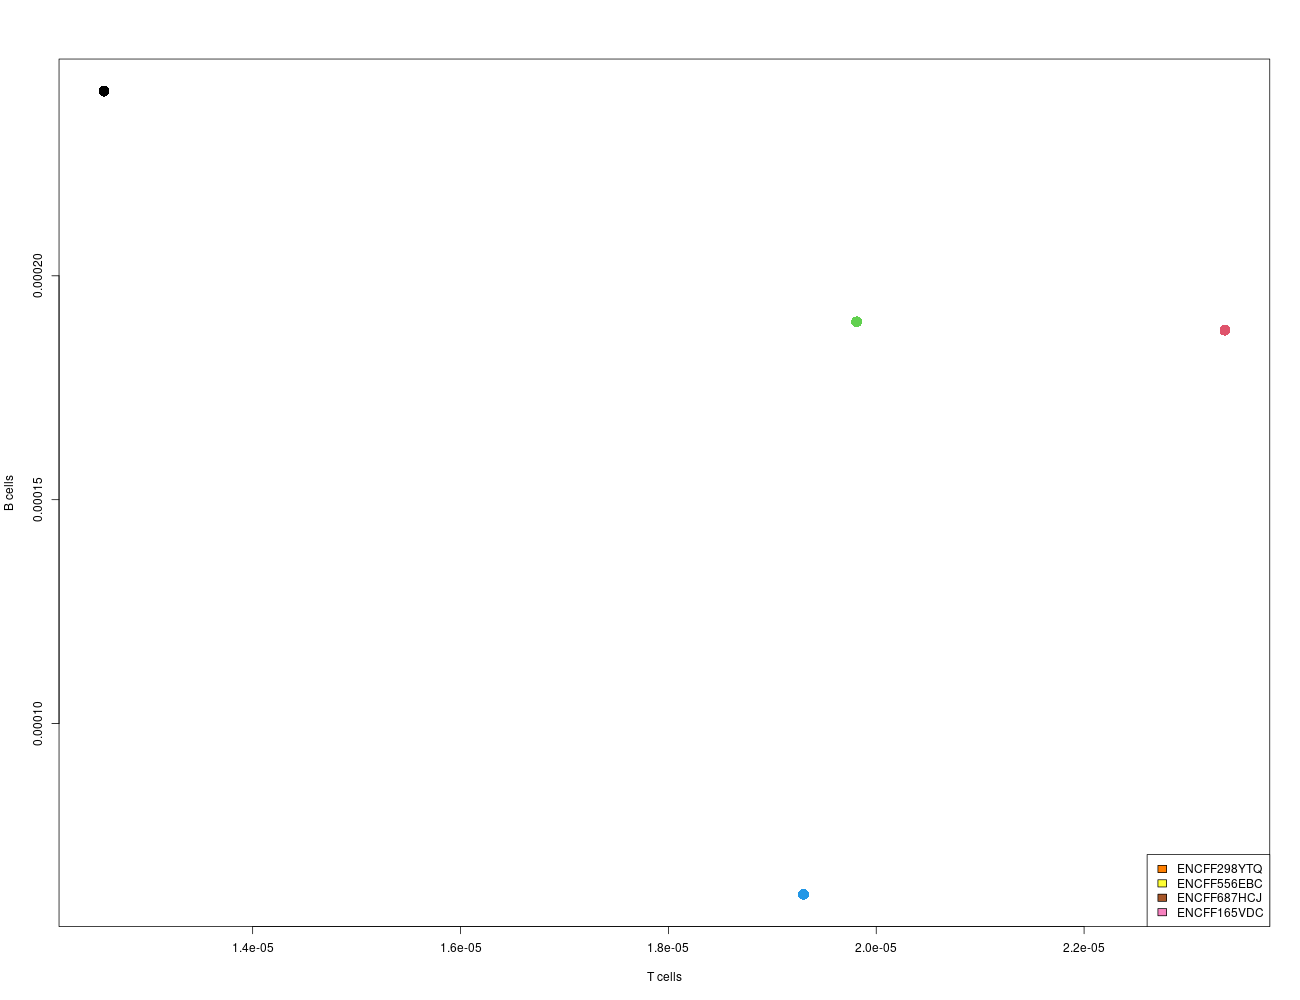 0.00020
0.00015
0.00010
B cells
1.4e-05
1.6e-05
1.8e-05
2.0e-05
2.2e-05
T cells
ENCFF298YTQ
ENCFF556EBC
ENCFF687HCJ
ENCFF165VDC